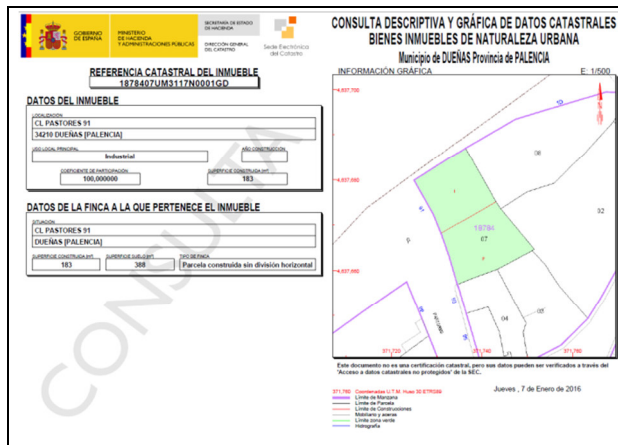 GOBIERNO
DE ESPAÑA
MINISTERIO
DE HACIENDA
Y ADMINISTRACIONES PÚBLICAS
SECRETARÍA DE ESTADO
DE HACIENDA
DIRECCIÓN GENERAL
DEL CATASTRO
Sede Electrónica
del Catastro
REFERENCIA CATASTRAL DEL INMUEBLE
1878407UM3117N0001GD
DATOS DEL INMUEBLE
LOCALIZACIÓN
CL PASTORES 91
34210 DUEÑAS [PALENCIA]
USO LOCAL PRINCIPAL
AÑO CONSTRUCCIÓN
Industrial
COEFICIENTE DE PARTICIPACIÓN
SUPERFICIE CONSTRUIDA [m²]
100,000000
183
DATOS DE LA FINCA A LA QUE PERTENECE EL INMUEBLE
SITUACIÓN
CL PASTORES 91
DUEÑAS [PALENCIA]
SUPERFICIE CONSTRUIDA [m²]
SUPERFICIE SUELO [m²]
TIPO DE FINCA
183
388
Parcela construida sin división horizontal
CONSULTA
CONSULTA DESCRIPTIVA Y GRÁFICA DE DATOS CATASTRALES
BIENES INMUEBLES DE NATURALEZA URBANA
Municipio de DUEÑAS Provincia de PALENCIA
INFORMACIÓN GRÁFICA
E: 1/500
4,637,700
08
4,637,680
I
02
18784
07
4,637,660
04
05
371,720
371,740
371,760
Este documento no es una certificación catastral, pero sus datos pueden ser verificados a través del
"Acceso a datos catastrales no protegidos" de la SEC.
371,760 Coordenadas U.T.M. Huso 30 ETRS89
Jueves , 7 de Enero de 2016
Límite de Manzana
Límite de Parcela
Límite de Construcciones
Mobiliario y aceras
Límite zona verde
Hidrografía